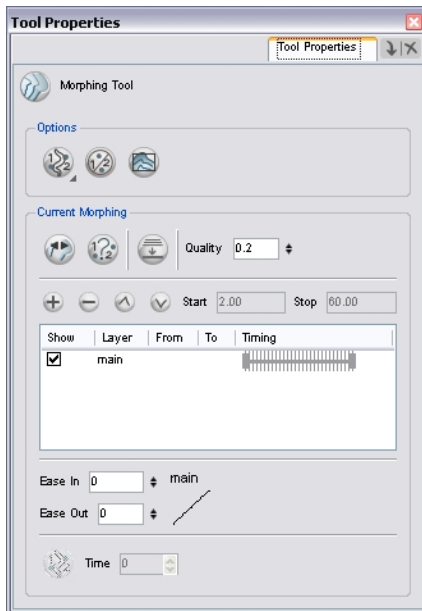 Tool Properties
Tool Properties
Morphing Tool
Options
Current Morphing
Quality 0.2
Start 2.00 Stop 60.00
Show Layer From To Timing
main
Ease In 0 main
Ease Out 0
Time 0